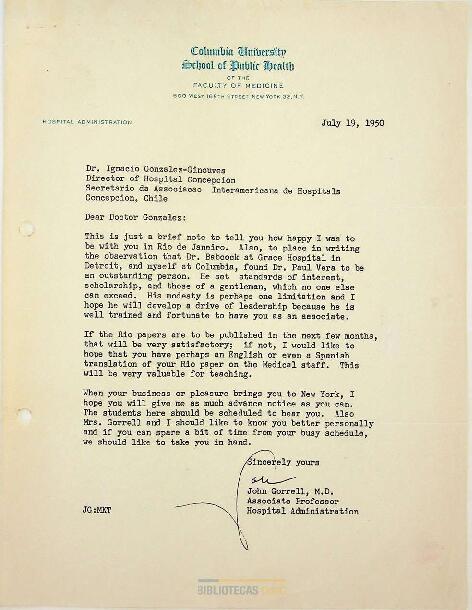 Columbia University
School of Public Health
OF THE
FACULTY OF MEDICINE
600 WEST 168TH STREET NEW YORK 32, N.Y.
HOSPITAL ADMINISTRATION
July 19, 1950
Dr. Ignacio Gonzalez-Ginouves
Director of Hospital Concepcion
Secretario da Associacao Interamericana de Hospitals
Concepcion, Chile
Dear Doctor Gonzalez:
This is just a brief note to tell you how happy I was to
be with you in Rio de Janeiro. Also, to place in writing
the observation that Dr. Babcock at Grace Hospital in
Detroit, and myself at Columbia, found Dr. Paul Vera to be
an outstanding person. He set standards of interest,
scholarship, and those of a gentleman, which no one else
can exceed. His modesty is perhaps one limitation and I
hope he will develop a drive of leadership because he is
well trained and fortunate to have you as an associate.
If the Rio papers are to be published in the next few months,
that will be very satisfactory; if not, I would like to
hope that you have perhaps an English or even a Spanish
translation of your Rio paper on the Medical staff. This
will be very valuable for teaching.
When your business or pleasure brings you to New York, I
hope you will give me as much advance notice as you can.
The students here should be scheduled to hear you. Also
Mrs. Gorrell and I should like to know you better personally
and if you can spare a bit of time from your busy schedule,
we should like to take you in hand.
Sincerely yours
John Gorrell, M.D.
Associate Professor
JG:MKT
Hospital Administration
BIBLIOTECAS